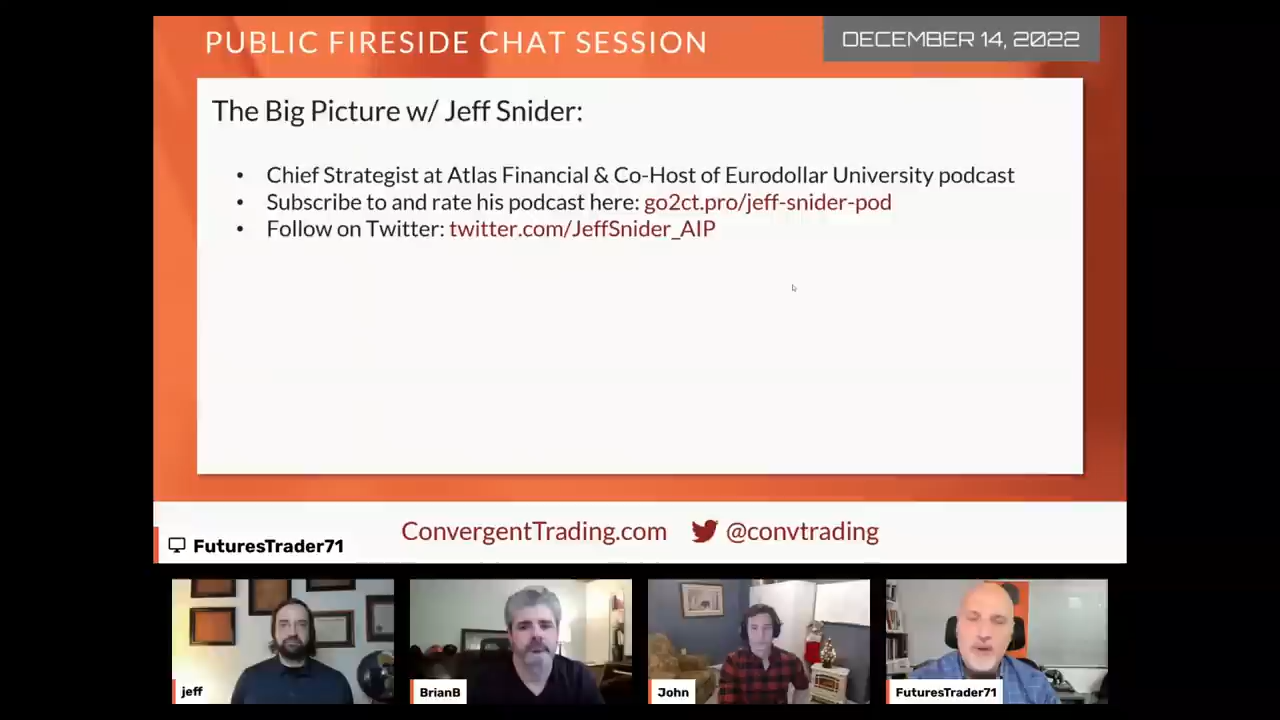 PUBLIC FIRESIDE CHAT SESSION
DECEMBER 14, 2022
The Big Picture w/ Jeff Snider:
• Chief Strategist at Atlas Financial & Co-Host of Eurodollar University podcast
• Subscribe to and rate his podcast here: go2ct.pro/jeff-snider-pod
• Follow on Twitter: twitter.com/JeffSnider_AIP
ConvergentTrading.com @convtrading
FuturesTrader71
jeff
BrianB
John
FuturesTrader71